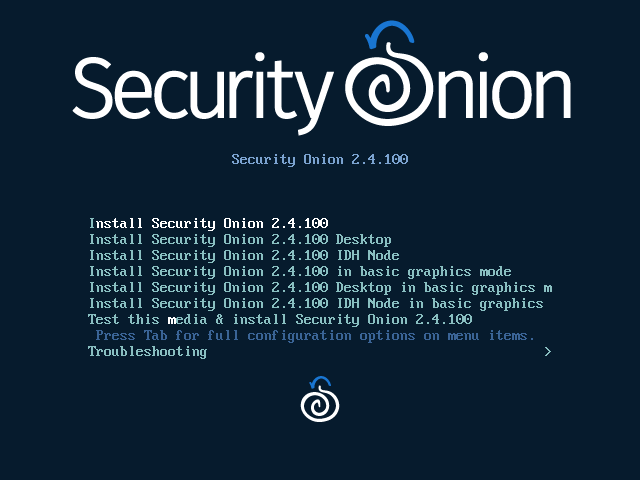 Security Onion
Security Onion 2.4.100
Install Security Onion 2.4.100
Install Security Onion 2.4.100 Desktop
Install Security Onion 2.4.100 IDH Node
Install Security Onion 2.4.100 in basic graphics mode
Install Security Onion 2.4.100 Desktop in basic graphics m
Install Security Onion 2.4.100 IDH Node in basic graphics
Test this media & install Security Onion 2.4.100
Press Tab for full configuration options on menu items.
Troubleshooting >